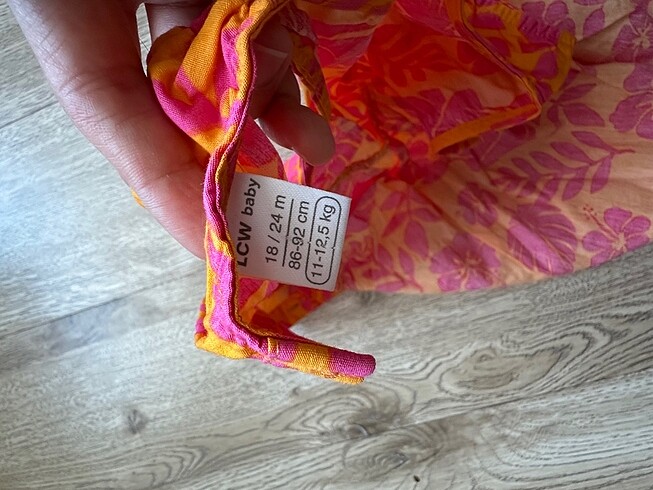 LCW baby
18 / 24 m
86-92 cm
11-12,5 kg